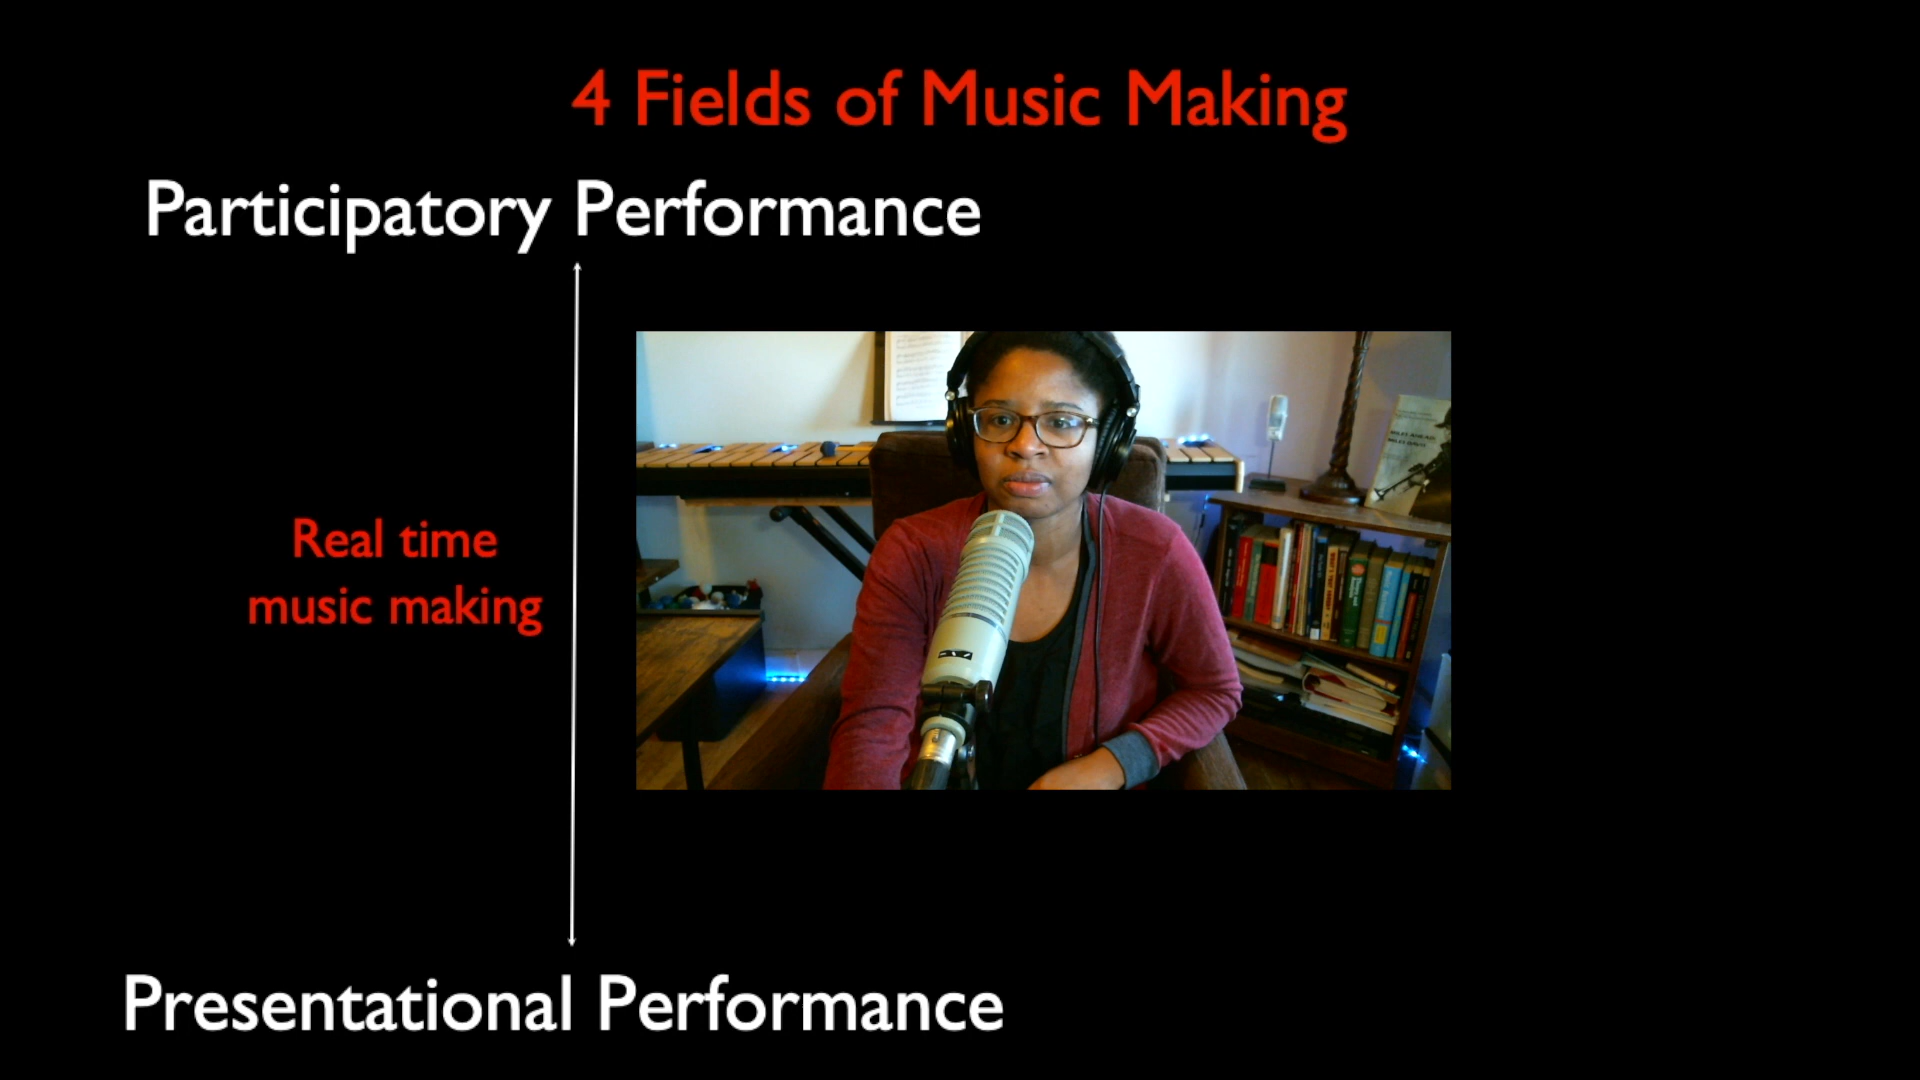 4 Fields of Music Making
Participatory Performance
Real time
music making
Presentational Performance